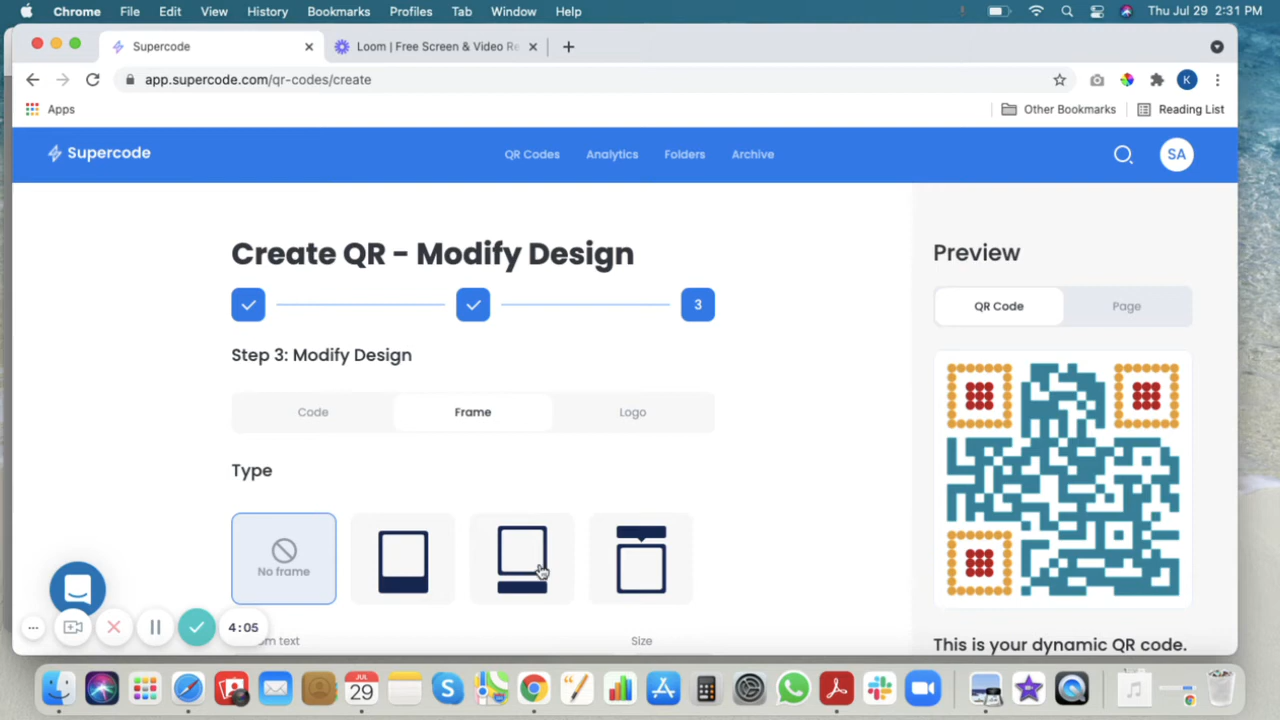 Chrome File Edit View History Bookmarks Profiles Tab Window Help Thu Jul 29 2:31 PM
Supercode Loom | Free Screen & Video Re
app.supercode.com/qr-codes/create K
Apps Other Bookmarks Reading List
Supercode QR Codes Analytics Folders Archive SA
Create QR - Modify Design
Preview
3
QR Code Page
Step 3: Modify Design
Code Frame Logo
Type
No frame
4:05
om text Size
This is your dynamic QR code.
JUL
29